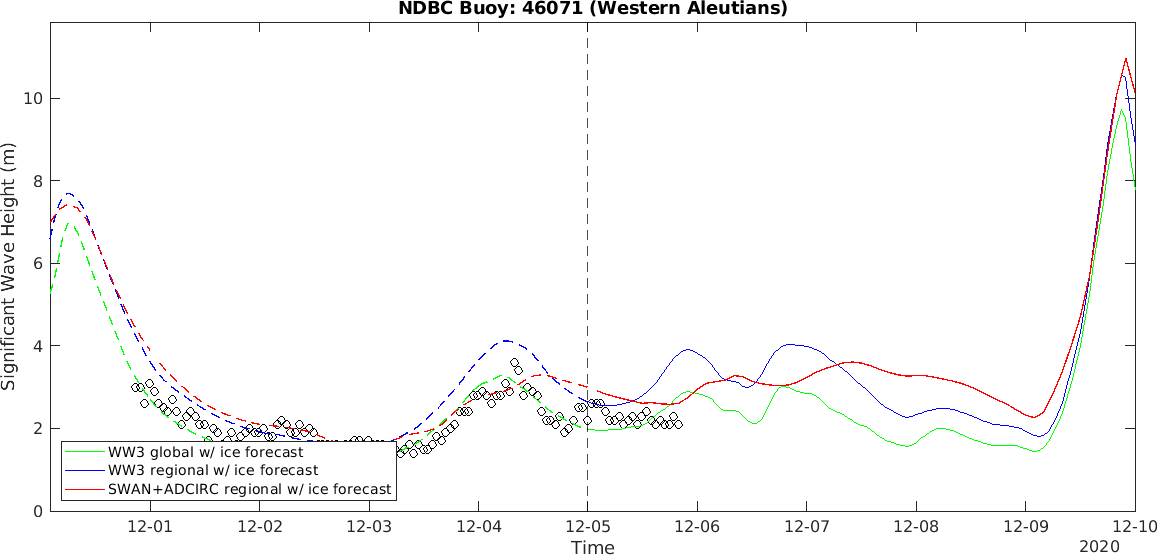 NDBC Buoy: 46071 (Western Aleutians)
Significant Wave Height (m)
10
8
6
4
2
0
WW3 global w/ ice forecast
WW3 regional w/ ice forecast
SWAN+ADCIRC regional w/ ice forecast
12-01 12-02 12-03 12-04 12-05 12-06 12-07 12-08 12-09 12-10
Time
2020